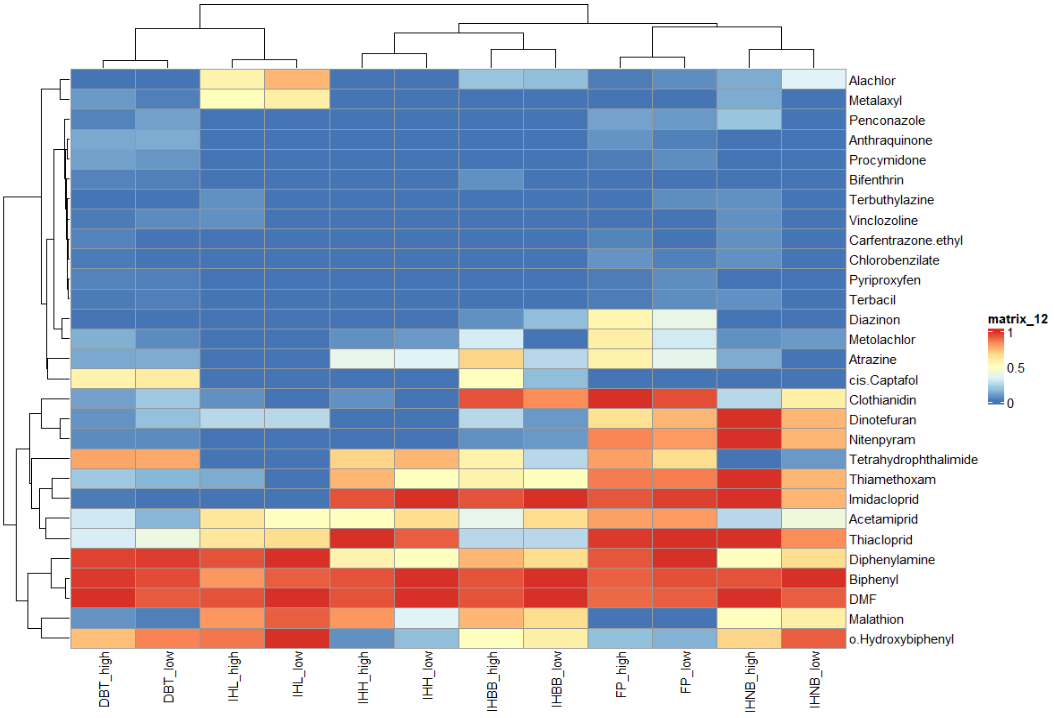 Alachlor
Metalaxyl
Penconazole
Anthraquinone
Procymidone
Bifenthrin
Terbuthylazine
Vinclozoline
Carfentrazone.ethyl
Chlorobenzilate
Pyriproxyfen
Terbacil
Diazinon
Metolachlor
Atrazine
cis.Captafol
Clothianidin
Dinotefuran
Nitenpyram
Tetrahydrophthalimide
Thiamethoxam
Imidacloprid
Acetamiprid
Thiacloprid
Diphenylamine
Biphenyl
DMF
Malathion
o.Hydroxybiphenyl
matrix_12
1
0.5
0
DBT_high
DBT_low
IHL_high
IHL_low
IHH_high
IHH_low
IHBB_high
IHBB_low
FP_high
FP_low
IHNB_high
IHNB_low